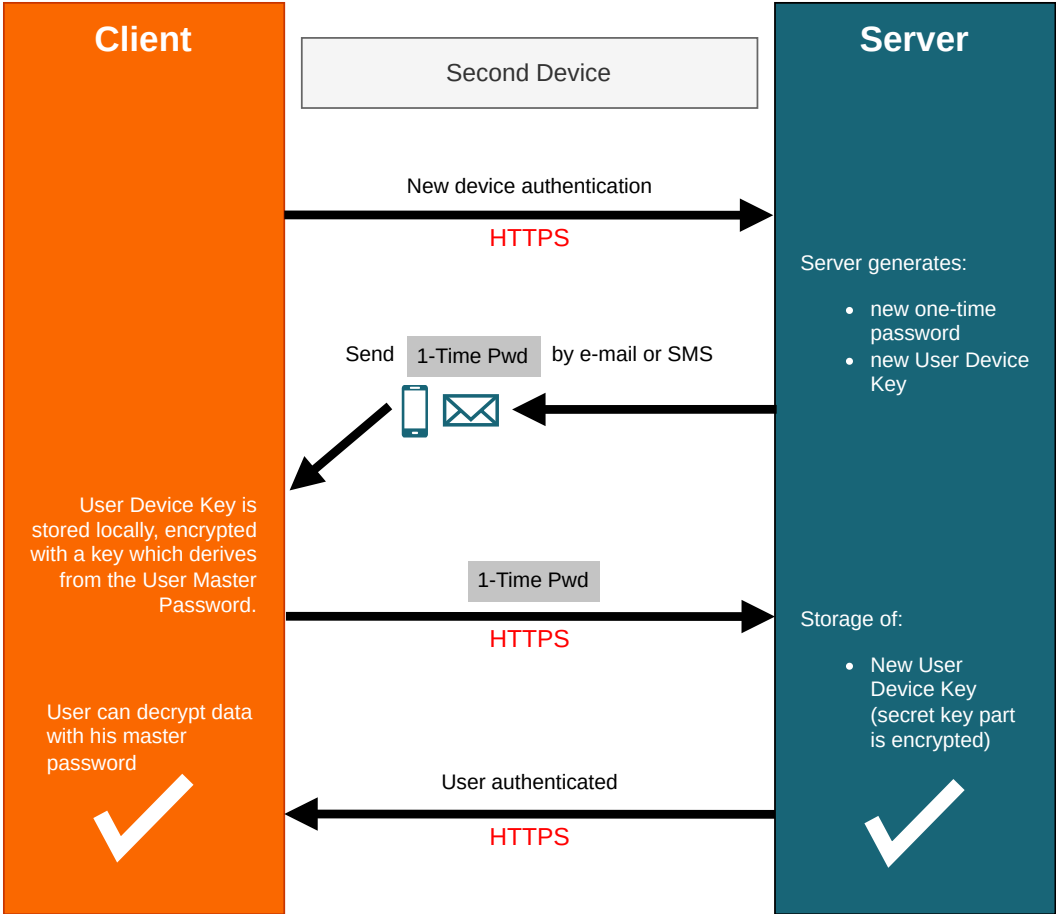 Client
Second Device
Server
New device authentication
HTTPS
Server generates:
new one-time
password
new User Device
Key
Send 1-Time Pwd by e-mail or SMS
User Device Key is
stored locally, encrypted
with a key which derives
from the User Master
Password.
1-Time Pwd
HTTPS
Storage of:
New User
Device Key
(secret key part
is encrypted)
User can decrypt data
with his master
password
User authenticated
HTTPS